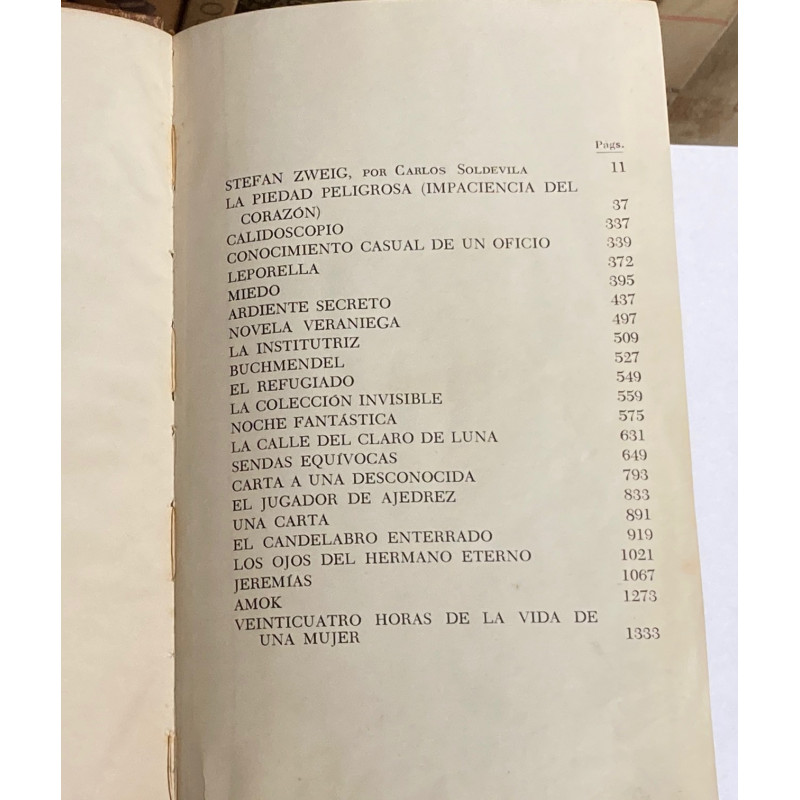 Págs.
STEFAN ZWEIG, POR CARLOS SOLDEVILA 11
LA PIEDAD PELIGROSA (IMPACIENCIA DEL
CORAZÓN) 37
CALIDOSCOPIO 337
CONOCIMIENTO CASUAL DE UN OFICIO 339
LEPORELLA 372
MIEDO 395
ARDIENTE SECRETO 437
NOVELA VERANIEGA 497
LA INSTITUTRIZ 509
BUCHMENDEL 527
EL REFUGIADO 549
LA COLECCIÓN INVISIBLE 559
NOCHE FANTÁSTICA 575
LA CALLE DEL CLARO DE LUNA 631
SENDAS EQUÍVOCAS 649
CARTA A UNA DESCONOCIDA 793
EL JUGADOR DE AJEDREZ 833
UNA CARTA 891
EL CANDELABRO ENTERRADO 919
LOS OJOS DEL HERMANO ETERNO 1021
JEREMÍAS 1067
AMOK 1273
VEINTICUATRO HORAS DE LA VIDA DE
UNA MUJER 1333